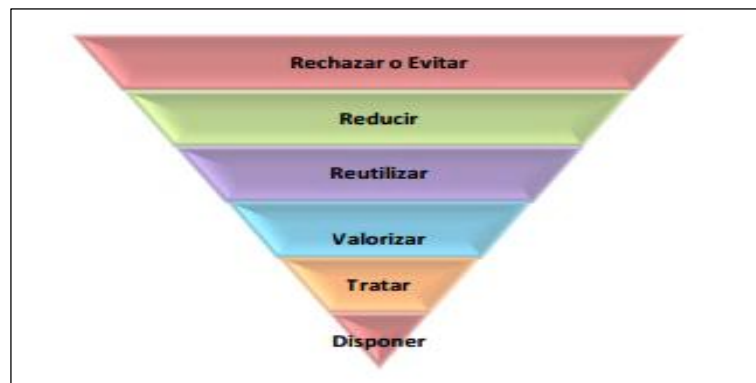 Rechazar o Evitar
Reducir
Reutilizar
Valorizar
Tratar
Disponer